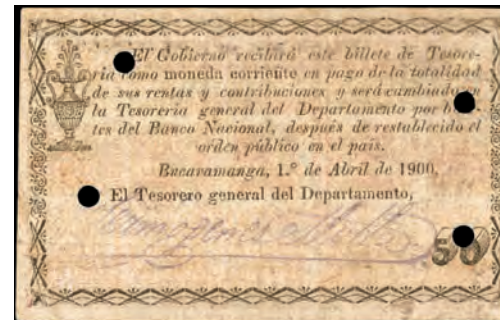 El Gobierno recibirá este billete de Tesore-
ría como moneda corriente en pago de la totalidad
de sus rentas y contribuciones y será cambiado en
la Tesorería general del Departamento por
tes del Banco Nacional, después de restablecido el
orden público en el país.
Bucaramanga, 1.º de Abril de 1900.
El Tesorero general del Departamento,
50